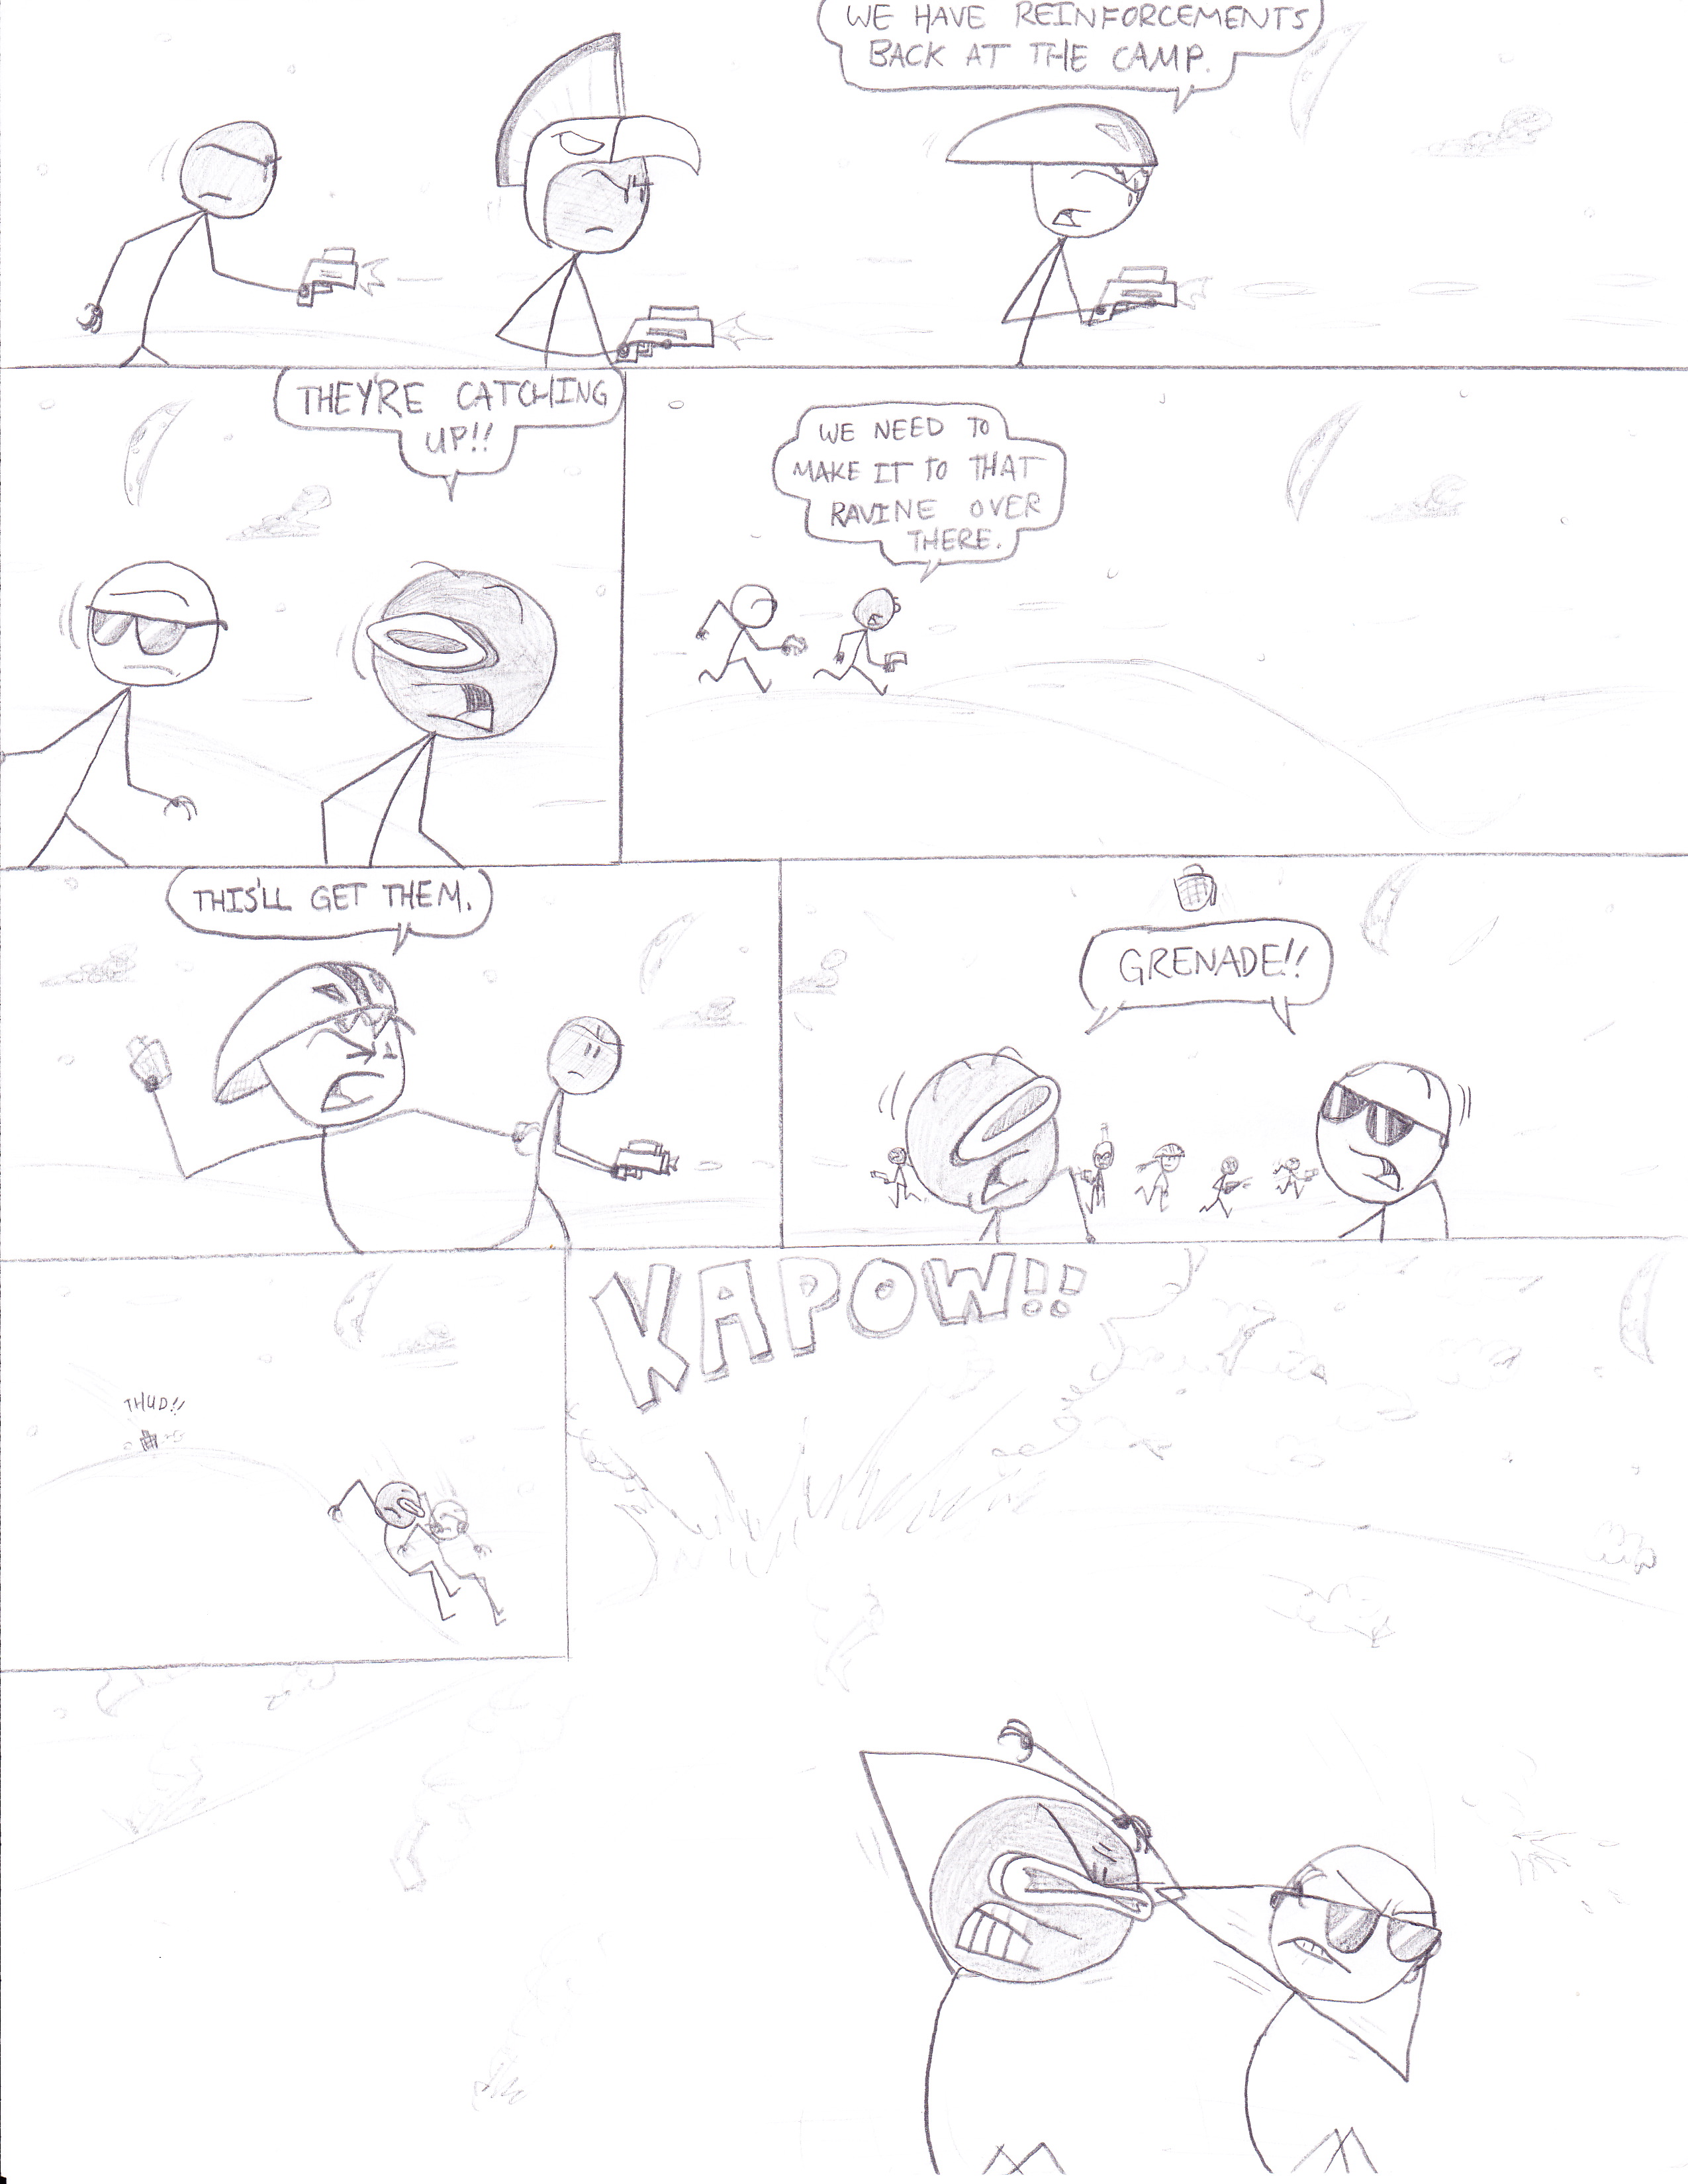 WE HAVE REINFORCEMENTS
BACK AT THE CAMP.
THEY'RE CATCHING
UP!!
WE NEED TO
MAKE IT TO THAT
RAVINE OVER
THERE.
THIS'LL GET THEM.
GRENADE!!
THUD!!
KAPOW!!